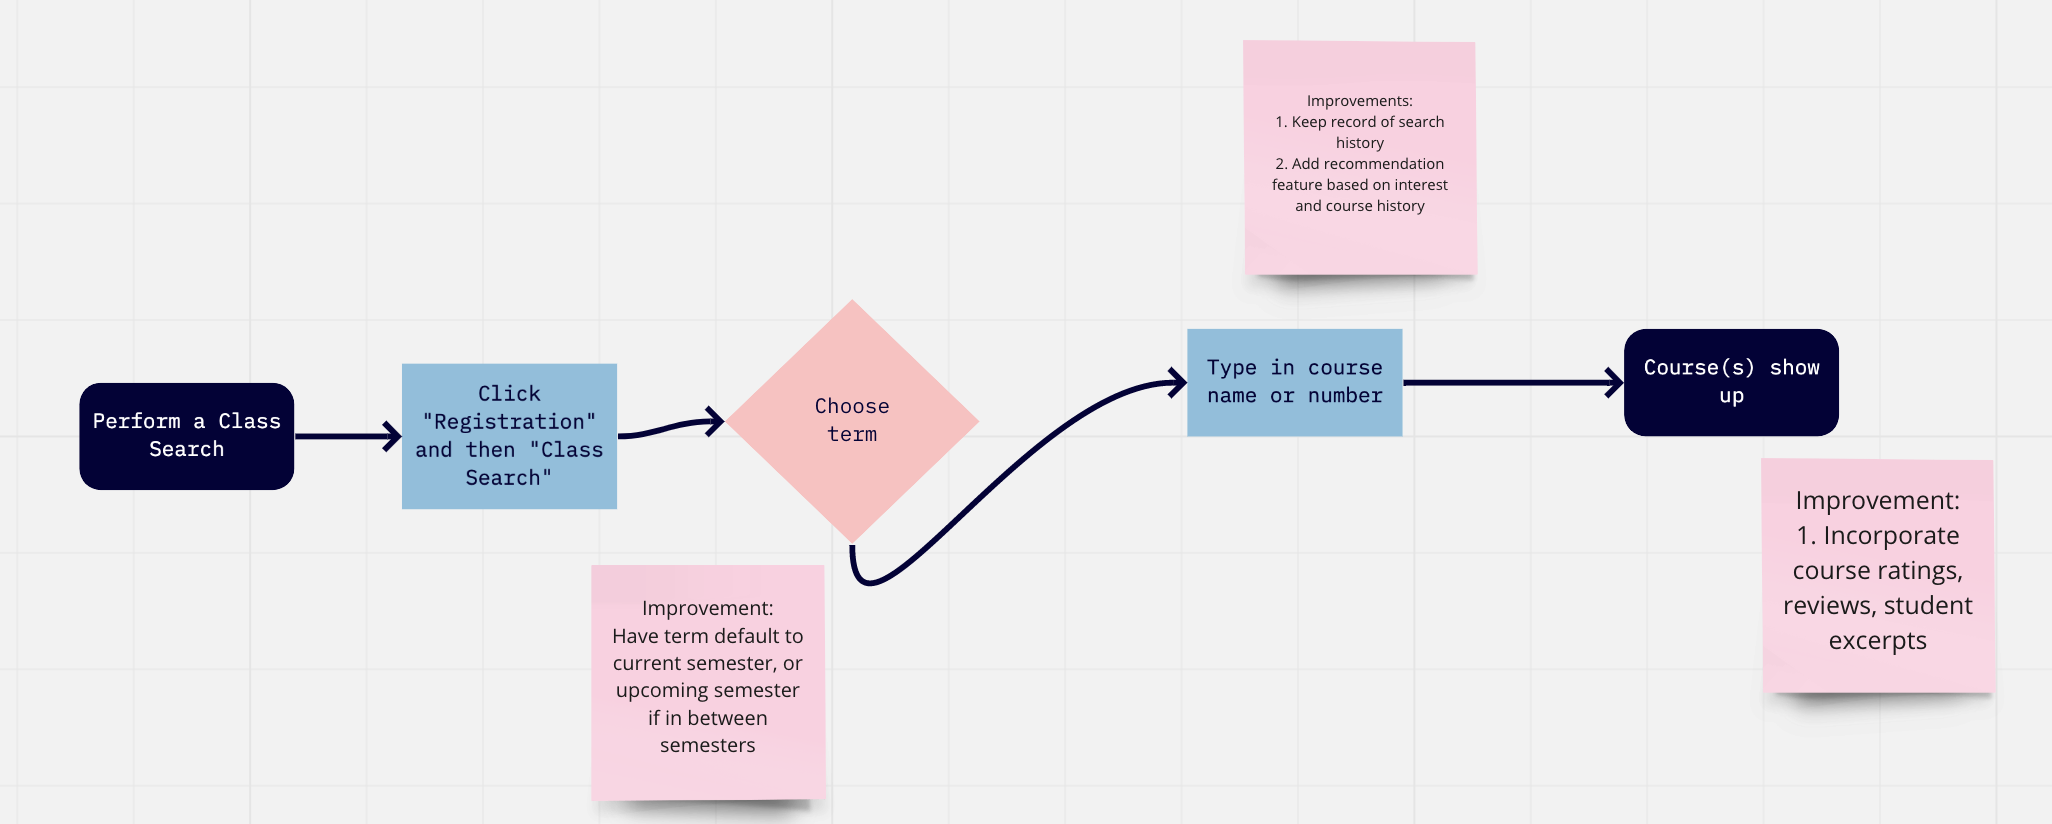 Improvements:
1. Keep record of search
history
2. Add recommendation
feature based on interest
and course history
Perform a Class
Search
Click
"Registration"
and then "Class
Search"
Choose
term
Type in course
name or number
Course(s) show
up
Improvement:
Have term default to
current semester, or
upcoming semester
if in between
semesters
Improvement:
1. Incorporate
course ratings,
reviews, student
excerpts